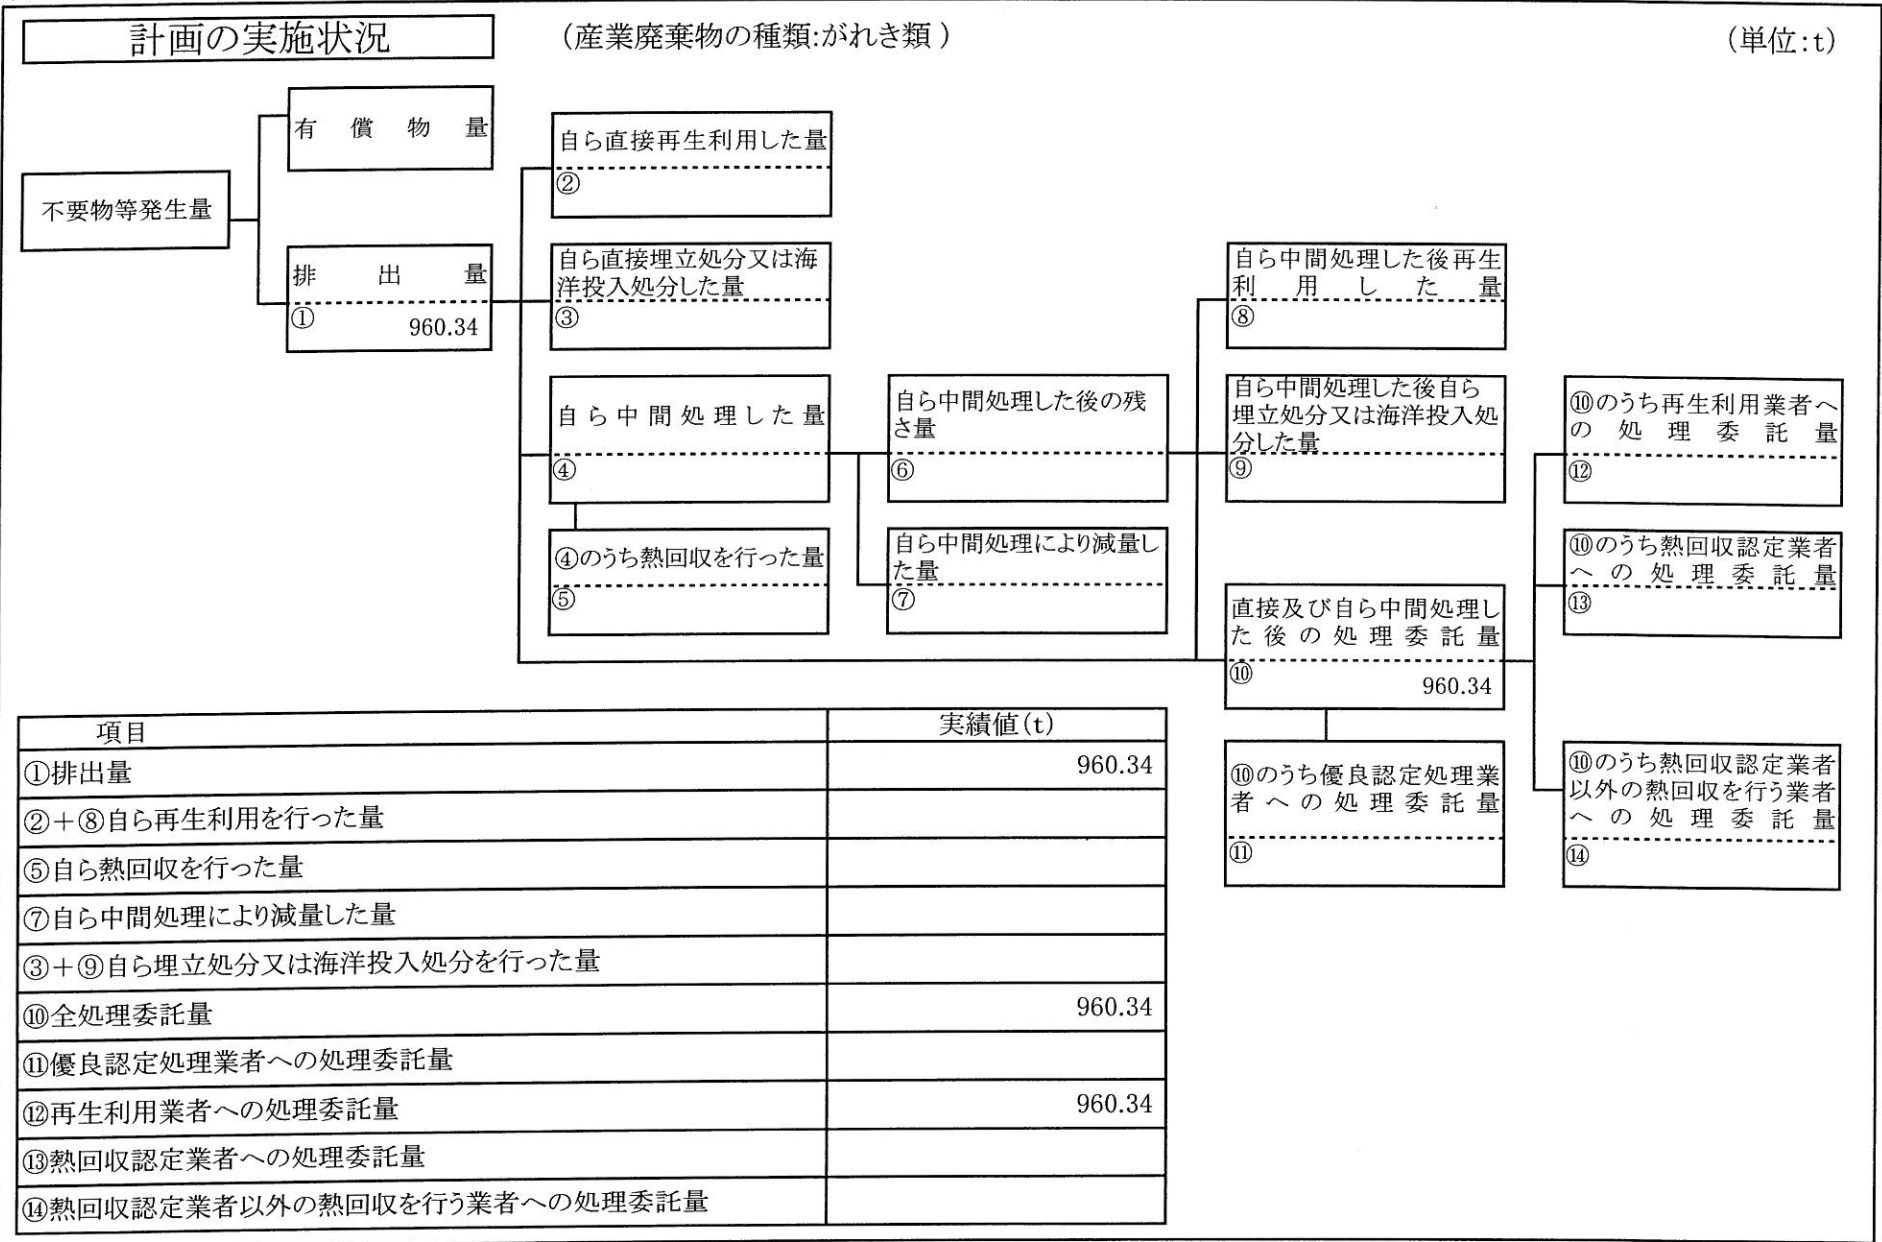 計画の実施状況
（産業廃棄物の種類:がれき類 ）
（単位:t）
有償物量
不要物等発生量
排出量
①
960.34
自ら直接再生利用した量
②
自ら直接埋立処分又は海
洋投入処分した量
③
自ら中間処理した量
④
④のうち熱回収を行った量
⑤
自ら中間処理した後の残
さ量
⑥
自ら中間処理により減量し
た量
⑦
自ら中間処理した後再生
利用した量
⑧
自ら中間処理した後自ら
埋立処分又は海洋投入処
分した量
⑨
直接及び自ら中間処理し
た後の処理委託量
⑩
960.34
⑩のうち優良認定処理業
者への処理委託量
⑪
⑩のうち再生利用業者へ
の処理委託量
⑫
⑩のうち熱回収認定業者
への処理委託量
⑬
⑩のうち熱回収認定業者
以外の熱回収を行う業者
への処理委託量
⑭
項目 実績値（t）
①排出量 960.34
②＋⑧自ら再生利用を行った量
⑤自ら熱回収を行った量
⑦自ら中間処理により減量した量
③＋⑨自ら埋立処分又は海洋投入処分を行った量
⑩全処理委託量 960.34
⑪優良認定処理業者への処理委託量
⑫再生利用業者への処理委託量 960.34
⑬熱回収認定業者への処理委託量
⑭熱回収認定業者以外の熱回収を行う業者への処理委託量